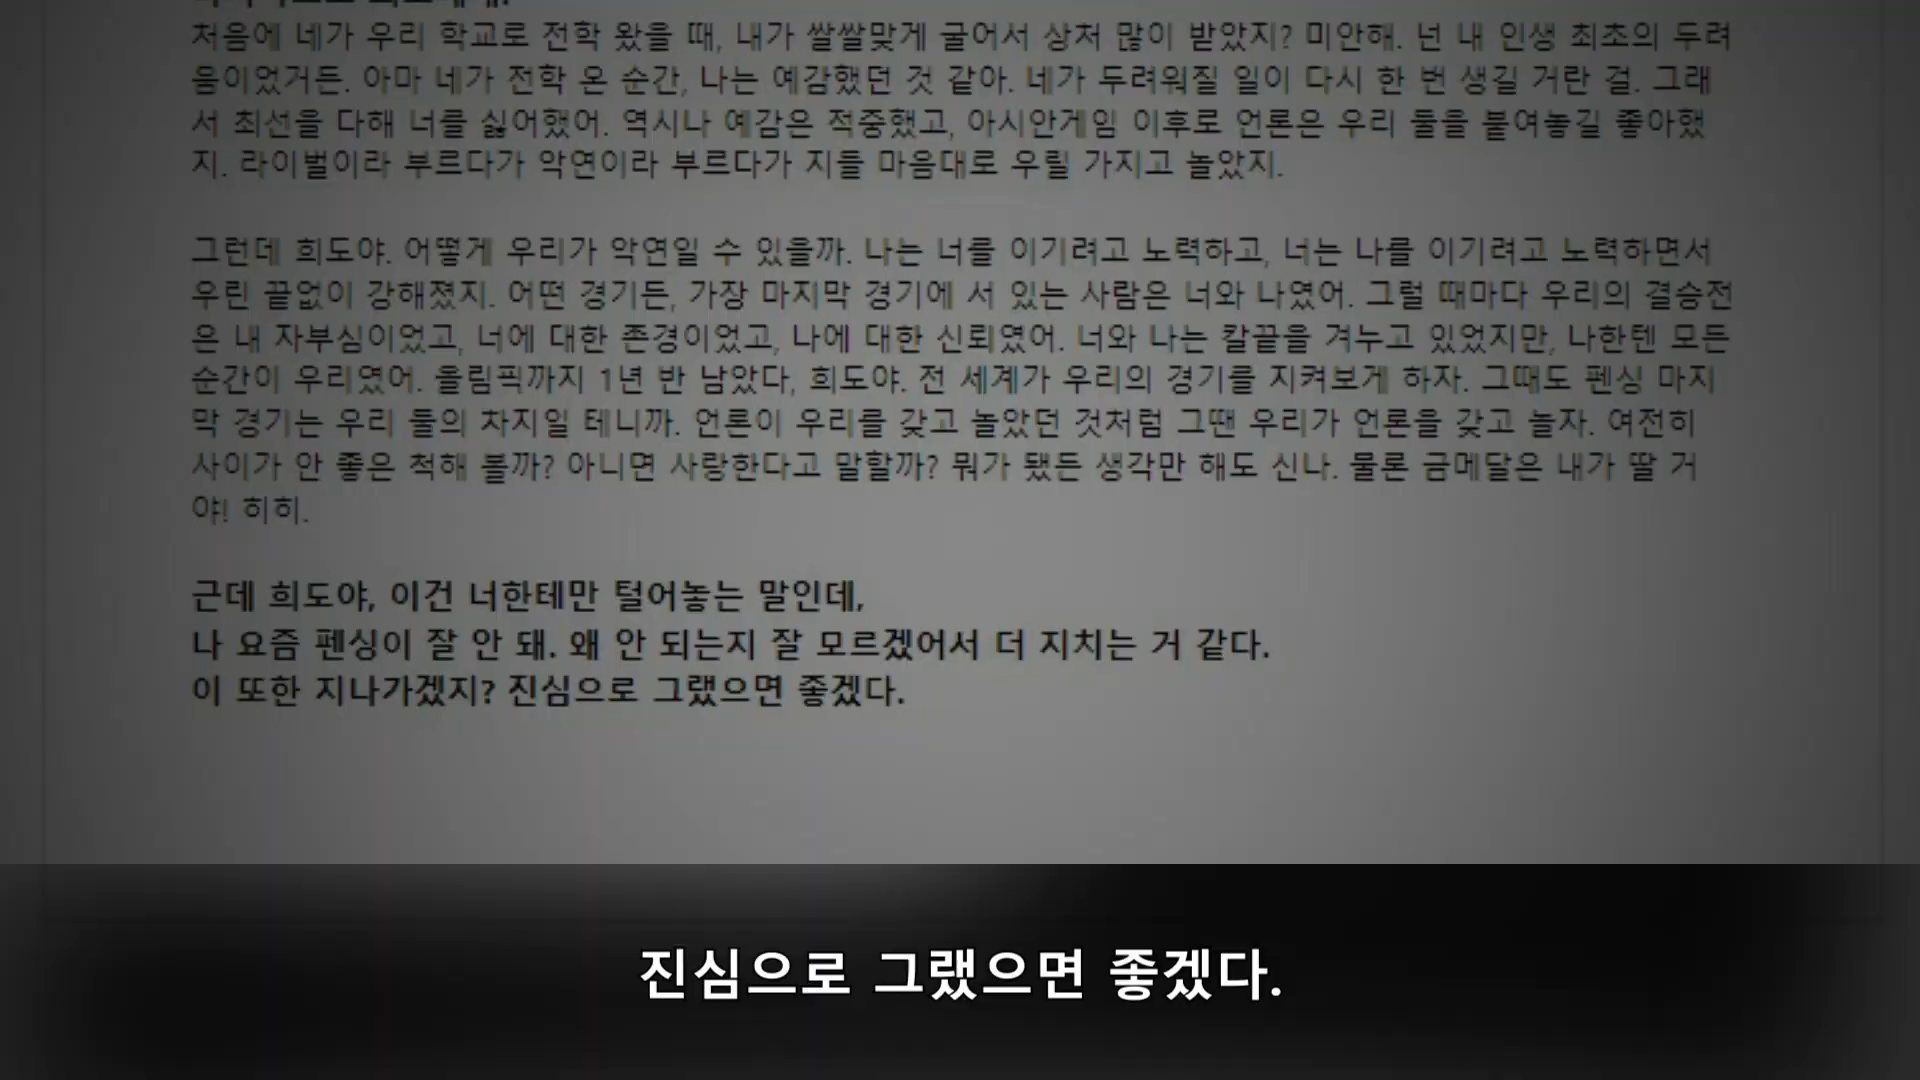 처음에 네가 우리 학교로 전학 왔을 때, 내가 쌀쌀맞게 굴어서 상처 많이 받았지? 미안해. 넌 내 인생 최초의 두려
움이었거든. 아마 네가 전학 온 순간, 나는 예감했던 것 같아. 네가 두려워질 일이 다시 한 번 생길 거란 걸. 그래
서 최선을 다해 너를 싫어했어. 역시나 예감은 적중했고, 아시안게임 이후로 언론은 우리 둘을 붙여놓길 좋아했
지. 라이벌이라 부르다가 악연이라 부르다가 지들 마음대로 우릴 가지고 놀았지.
그런데 희도야. 어떻게 우리가 악연일 수 있을까. 나는 너를 이기려고 노력하고, 너는 나를 이기려고 노력하면서
우린 끝없이 강해졌지. 어떤 경기든, 가장 마지막 경기에 서 있는 사람은 너와 나였어. 그럴 때마다 우리의 결승전
은 내 자부심이었고, 너에 대한 존경이었고, 나에 대한 신뢰였어. 너와 나는 칼끝을 겨누고 있었지만, 나한텐 모든
순간이 우리였어. 올림픽까지 1년 반 남았다, 희도야. 전 세계가 우리의 경기를 지켜보게 하자. 그때도 펜싱 마지
막 경기는 우리 둘의 차지일 테니까. 언론이 우리를 갖고 놀았던 것처럼 그땐 우리가 언론을 갖고 놀자. 여전히
사이가 안 좋은 척해 볼까? 아니면 사랑한다고 말할까? 뭐가 됐든 생각만 해도 신나. 물론 금메달은 내가 딸 거
야! 히히.
근데 희도야, 이건 너한테만 털어놓는 말인데,
나 요즘 펜싱이 잘 안 돼. 왜 안 되는지 잘 모르겠어서 더 지치는 거 같다.
이 또한 지나가겠지? 진심으로 그랬으면 좋겠다.
진심으로 그랬으면 좋겠다.